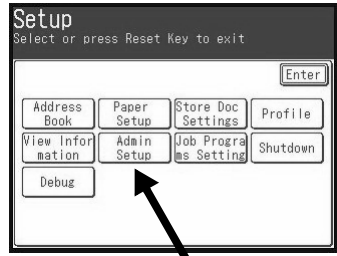 Setup
Select or press Reset Key to exit
Enter
Address Book
Paper Setup
Store Doc Settings
Profile
View Infor mation
Admin Setup
Job Progra ms Setting
Shutdown
Debug